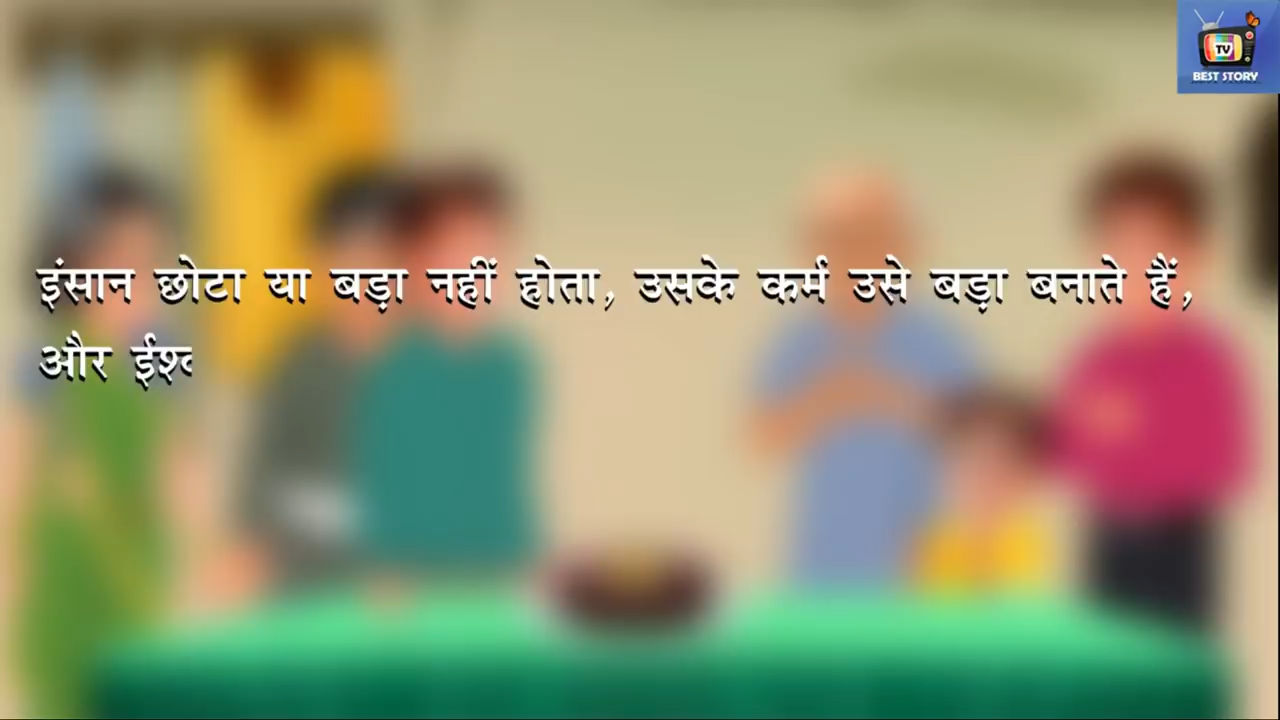 TV
BEST STORY
इंसान छोटा या बड़ा नहीं होता, उसके कर्म उसे बड़ा बनाते हैं,
और